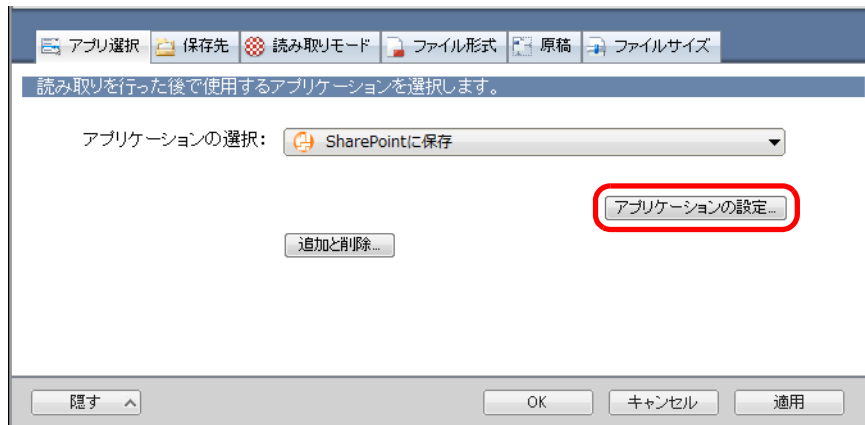 アプリ選択 保存先 読み取りモード ファイル形式 原稿 ファイルサイズ
読み取りを行った後で使用するアプリケーションを選択します。
アプリケーションの選択: SharePointに保存
アプリケーションの設定...
追加と削除...
隠す OK キャンセル 適用